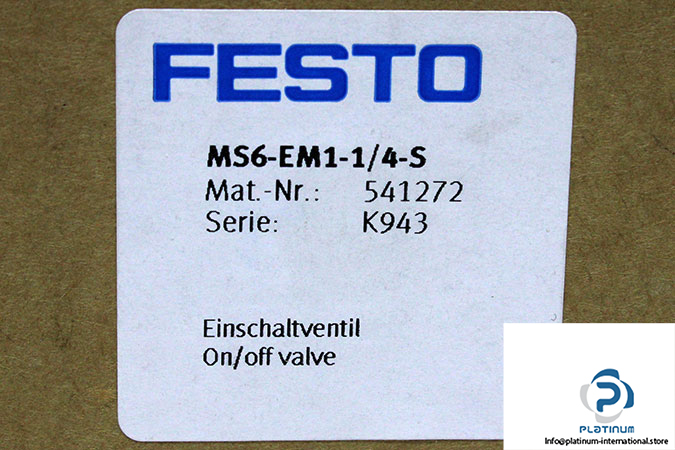 FESTO
MS6-EM1-1/4-S
Mat.-Nr.: 541272
Serie: K943
Einschaltventil
On/off valve
PLATINUM
Info@platinum-international.store